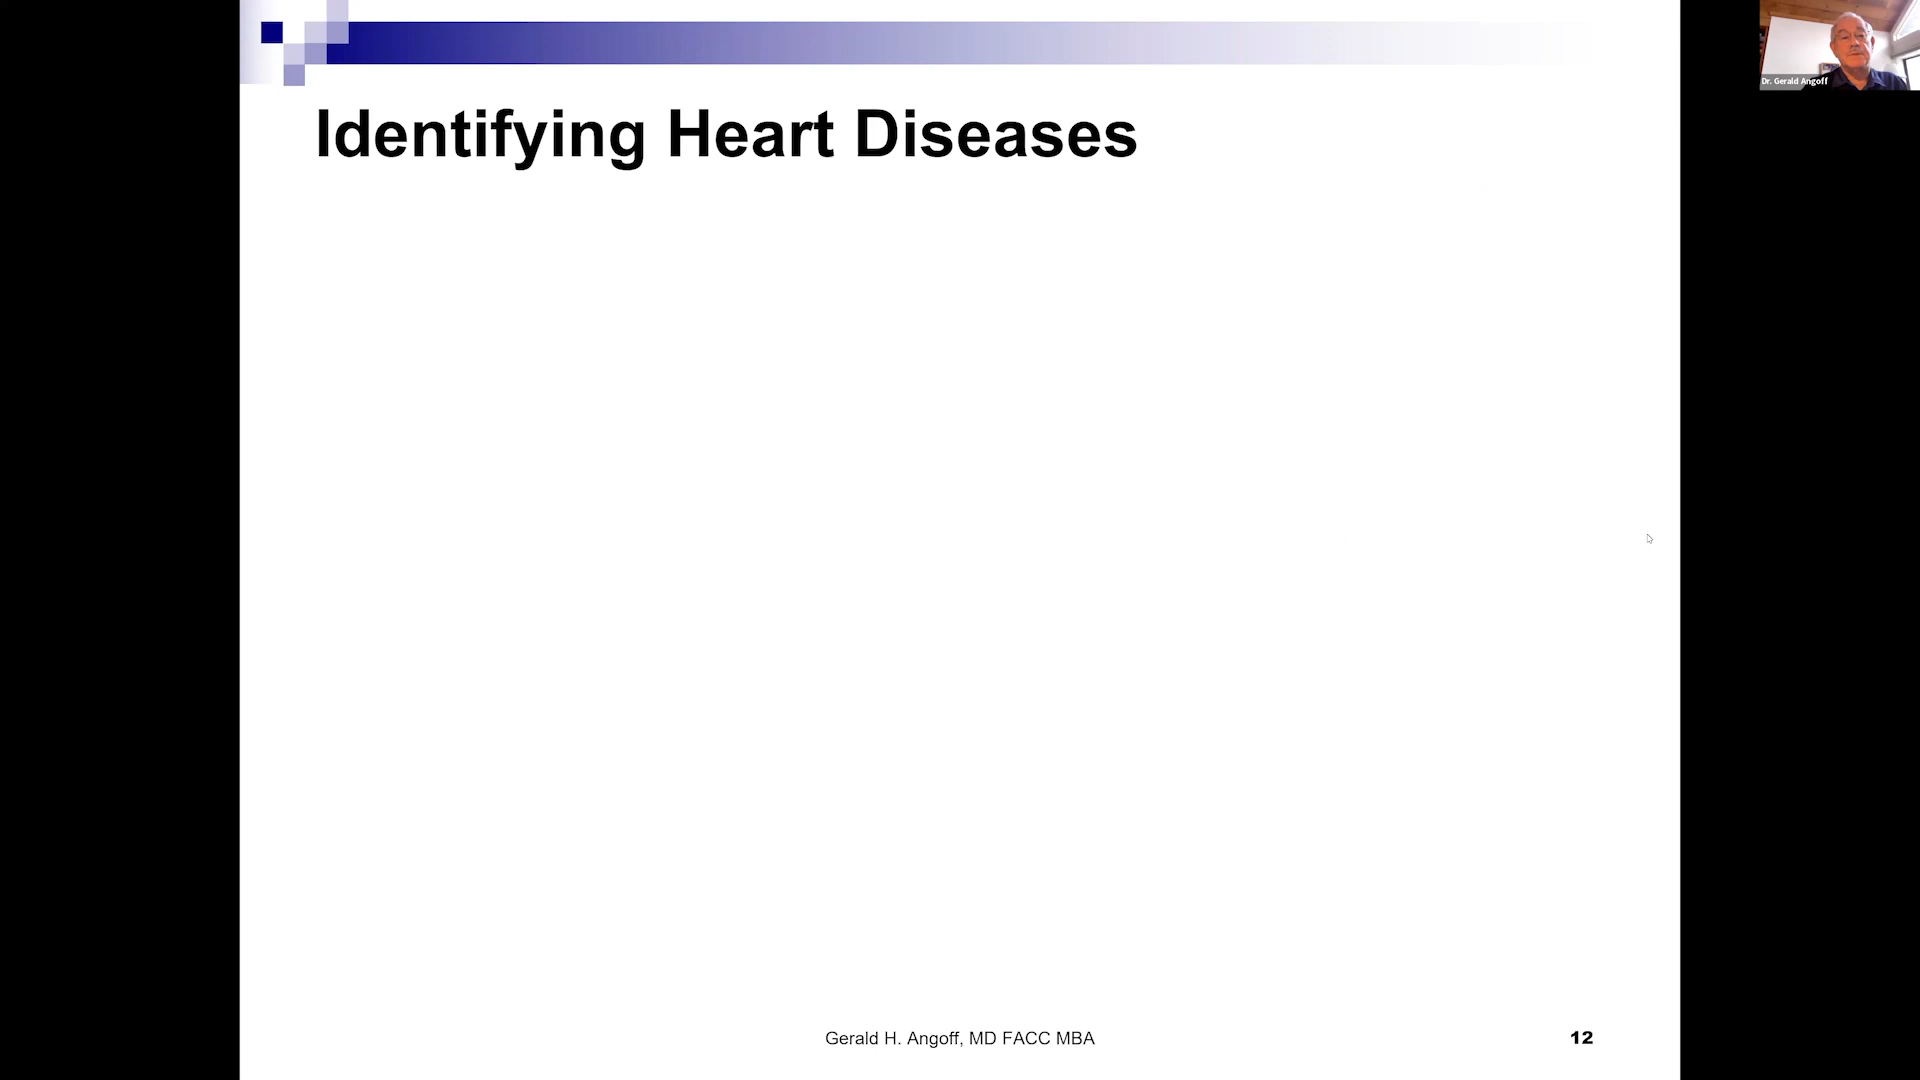 Identifying Heart Diseases
Dr. Gerald Angoff
Gerald H. Angoff, MD FACC MBA
12